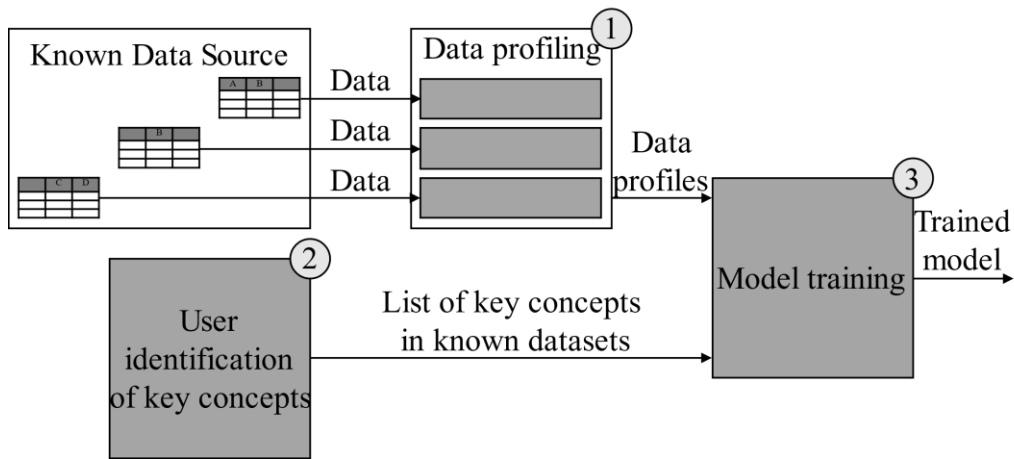 Known Data Source
A B
B
C D
Data
Data
Data
Data profiling
1
Data
profiles
2
User
identification
of key concepts
List of key concepts
in known datasets
3
Model training
Trained
model